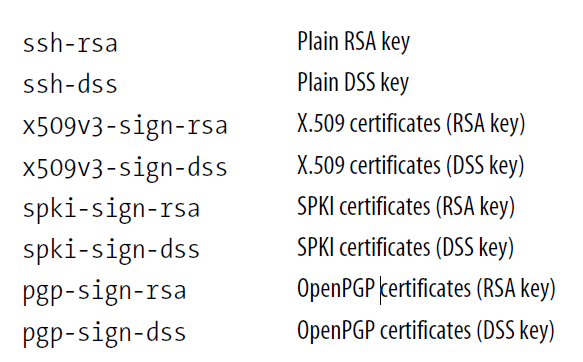 ssh-rsa Plain RSA key
ssh-dss Plain DSS key
x509v3-sign-rsa X.509 certificates (RSA key)
x509v3-sign-dss X.509 certificates (DSS key)
spki-sign-rsa SPKI certificates (RSA key)
spki-sign-dss SPKI certificates (DSS key)
pgp-sign-rsa OpenPGP certificates (RSA key)
pgp-sign-dss OpenPGP certificates (DSS key)